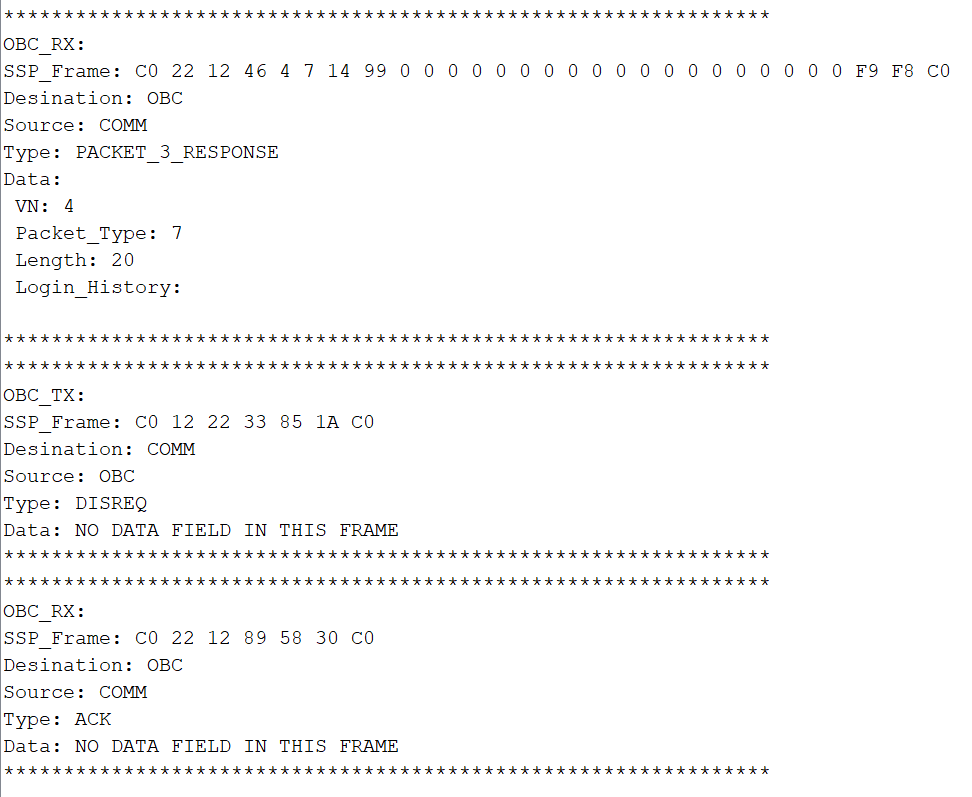 ****************************************************************
OBC_RX:
SSP_Frame: C0 22 12 46 4 7 14 99 0 0 0 0 0 0 0 0 0 0 0 0 0 0 0 0 0 0 0 F9 F8 C0
Desination: OBC
Source: COMM
Type: PACKET_3_RESPONSE
Data:
VN: 4
Packet_Type: 7
Length: 20
Login_History:
****************************************************************
****************************************************************
OBC_TX:
SSP_Frame: C0 12 22 33 85 1A C0
Desination: COMM
Source: OBC
Type: DISREQ
Data: NO DATA FIELD IN THIS FRAME
****************************************************************
****************************************************************
OBC_RX:
SSP_Frame: C0 22 12 89 58 30 C0
Desination: OBC
Source: COMM
Type: ACK
Data: NO DATA FIELD IN THIS FRAME
****************************************************************